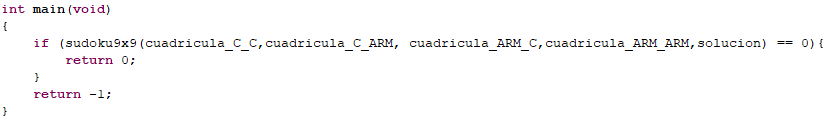 int main(void)
{
    if (sudoku9x9(cuadricula_C_C,cuadricula_C_ARM, cuadricula_ARM_C,cuadricula_ARM_ARM,solucion) == 0){
        return 0;
    }
    return -1;
}